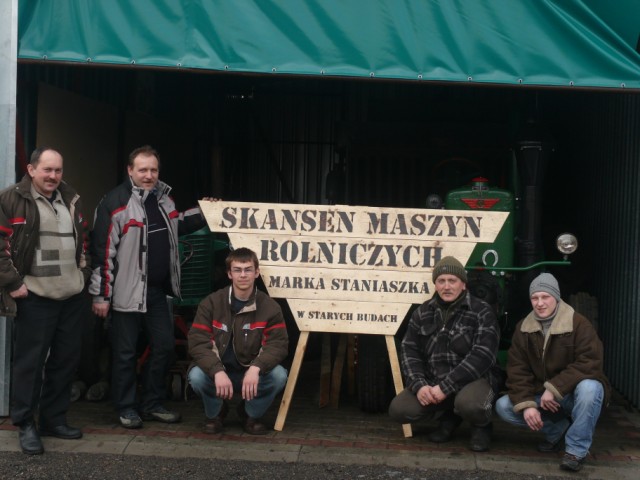 SKANSEN MASZYN
ROLNICZYCH
MARKA STANIASZKA
W STARYCH BUDACH